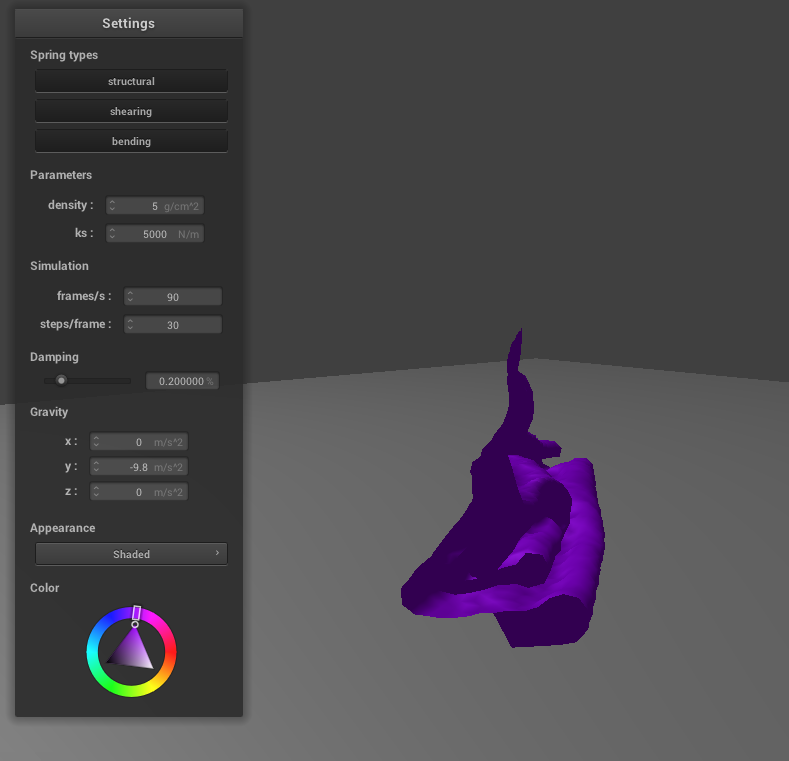 Settings
Spring types
structural
shearing
bending
Parameters
density : 5 g/cm^2
ks : 5000 N/m
Simulation
frames/s : 90
steps/frame : 30
Damping
0.200000 %
Gravity
x : 0 m/s^2
y : -9.8 m/s^2
z : 0 m/s^2
Appearance
Shaded
Color